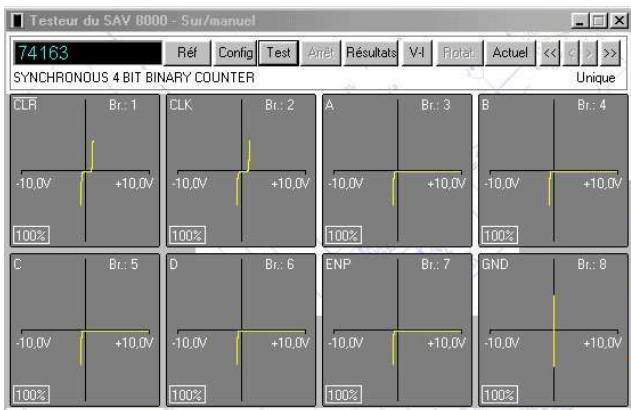 Testeur du SAV 8000 - Sur/manuel
74163 Réf Config Test Arrêt Résultats V-I Rotat. Actuel << < > >>
SYNCHRONOUS 4 BIT BINARY COUNTER Unique
CLR Br.: 1 CLK Br.: 2 A Br.: 3 B Br.: 4
-10,0V +10,0V -10,0V +10,0V -10,0V +10,0V -10,0V +10,0V
100% 100% 100% 100%
C Br.: 5 D Br.: 6 ENP Br.: 7 GND Br.: 8
-10,0V +10,0V -10,0V +10,0V -10,0V +10,0V -10,0V +10,0V
100% 100% 100% 100%